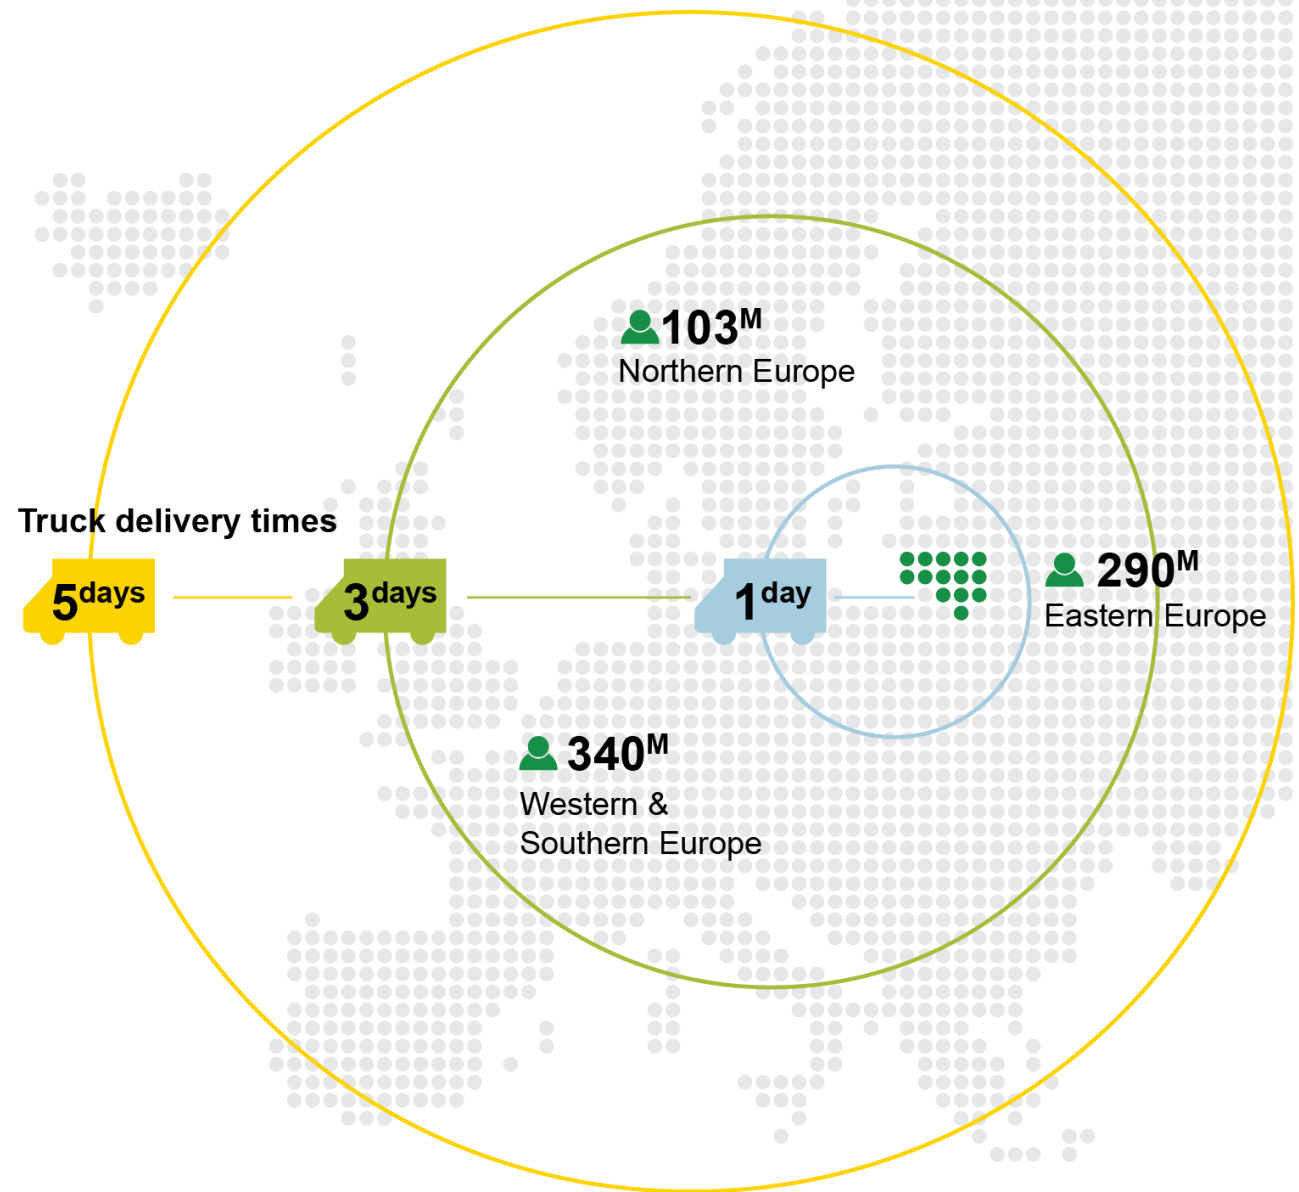 103M
Northern Europe
Truck delivery times
5days
3days
1day
290M
Eastern Europe
340M
Western &
Southern Europe